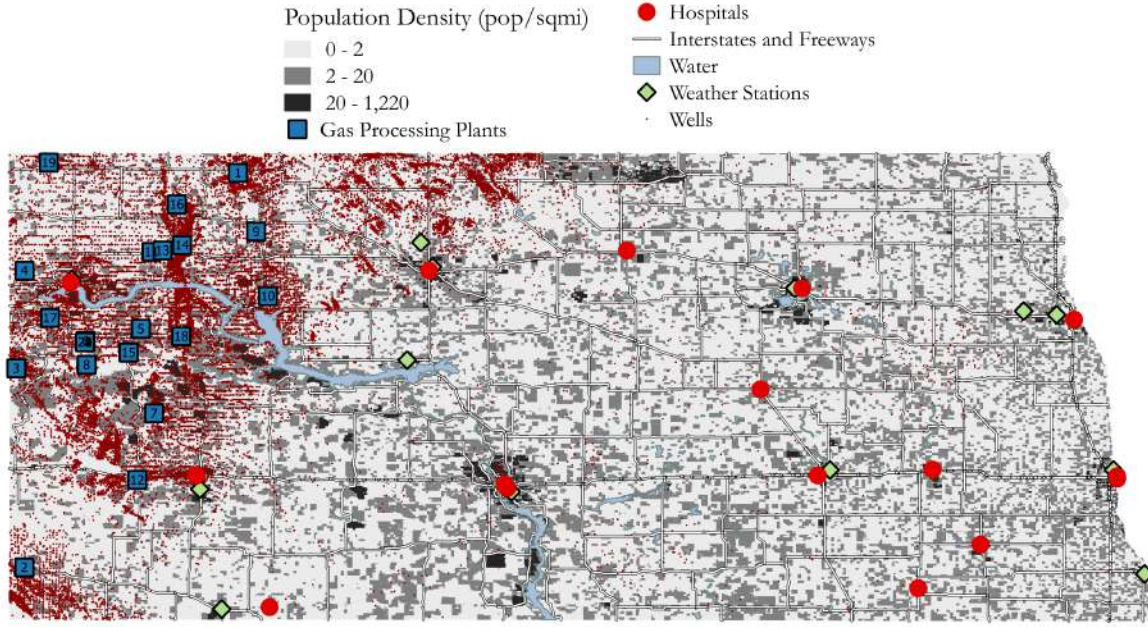 Population Density (pop/sqmi)
0 - 2
2 - 20
20 - 1,220
Gas Processing Plants
Hospitals
Interstates and Freeways
Water
Weather Stations
Wells
19
1
16
9
13
14
4
10
17
5
18
15
3
8
7
12
2